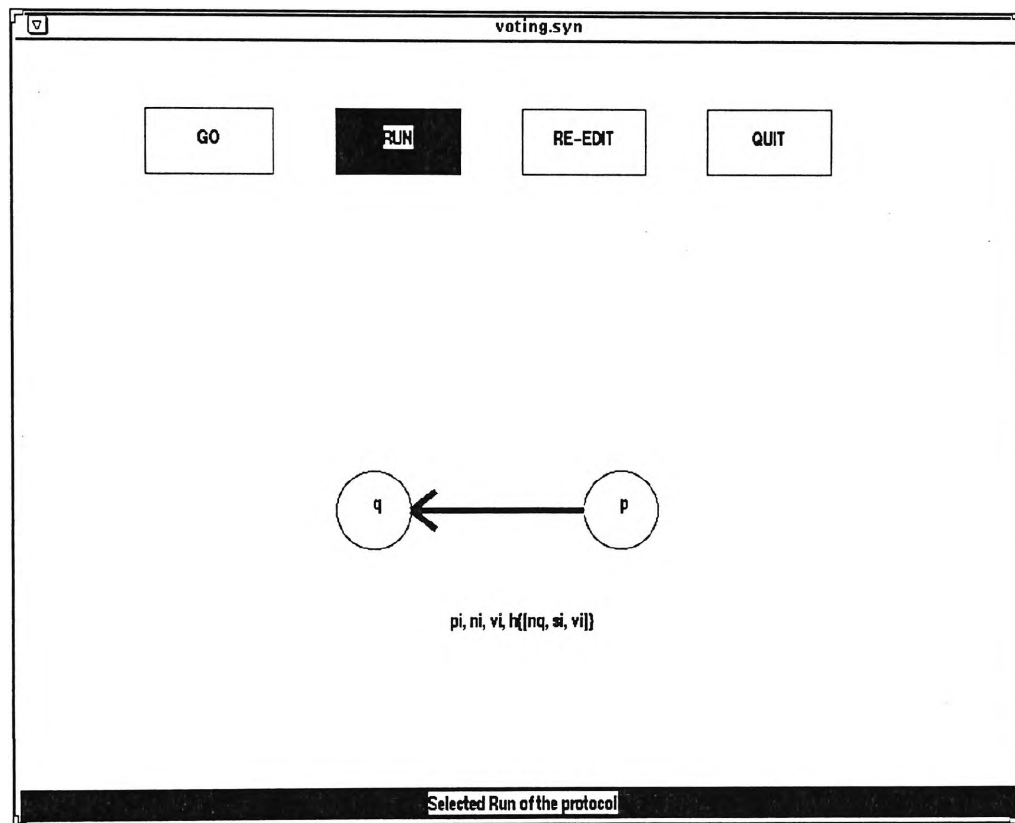 voting.syn
GO RUN RE-EDIT QUIT
q p
pi, ni, vi, h{[nq, si, vi]}
Selected Run of the protocol